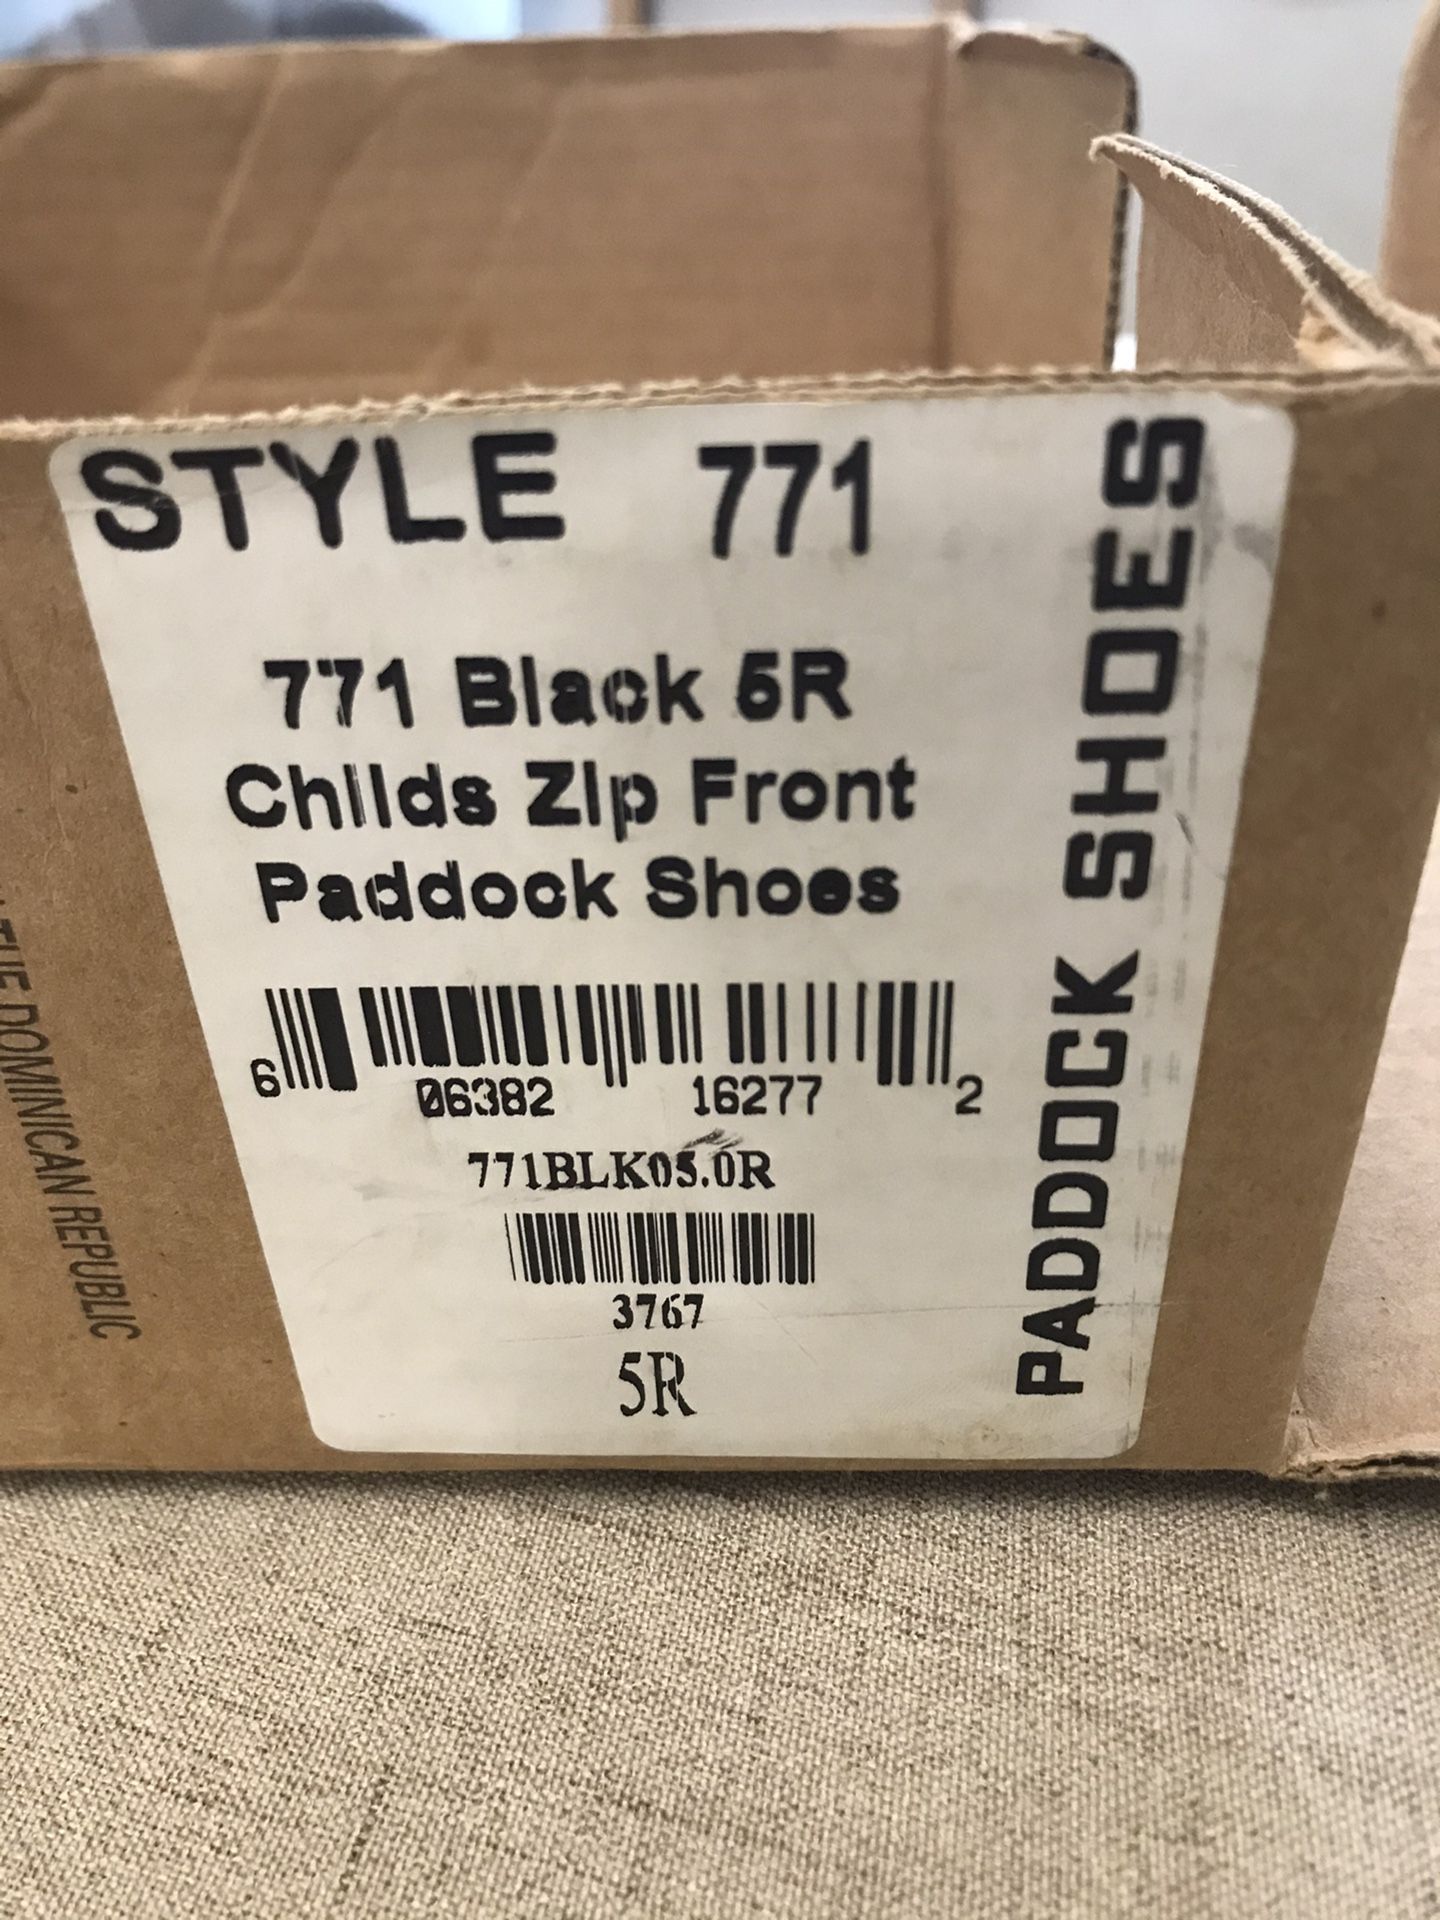 STYLE 771
771 Black 5R
Childs Zip Front
Paddock Shoes
6 06382 16277 2
771BLK05.0R
3767
5R
PADDOCK SHOES
DOMINICAN REPUBLIC